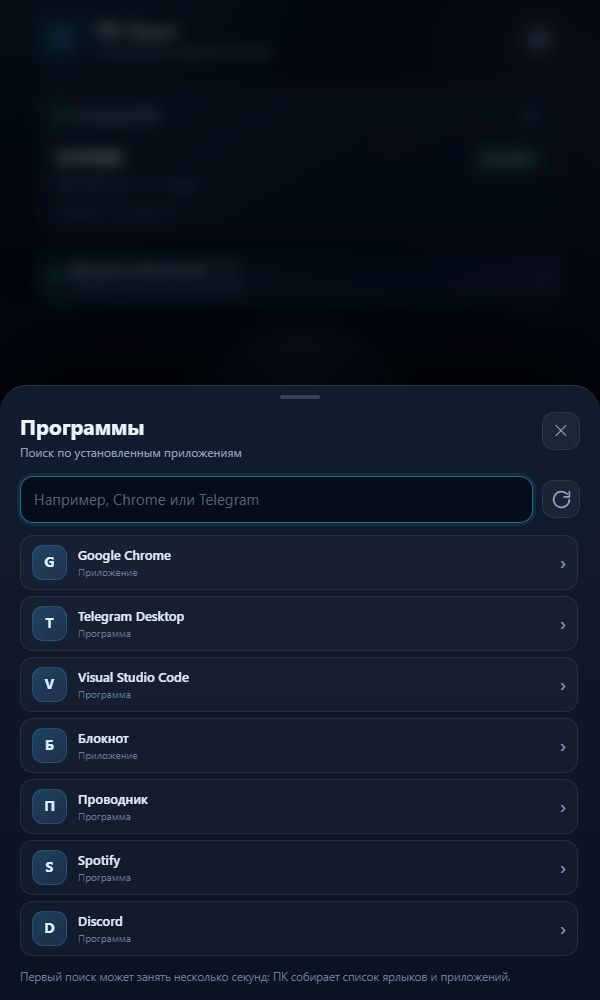 Программы
Поиск по установленным приложениям
Например, Chrome или Telegram
G
Google Chrome
Приложение
T
Telegram Desktop
Программа
V
Visual Studio Code
Программа
Б
Блокнот
Приложение
П
Проводник
Программа
S
Spotify
Программа
D
Discord
Программа
Первый поиск может занять несколько секунд: ПК собирает список ярлыков и приложений.